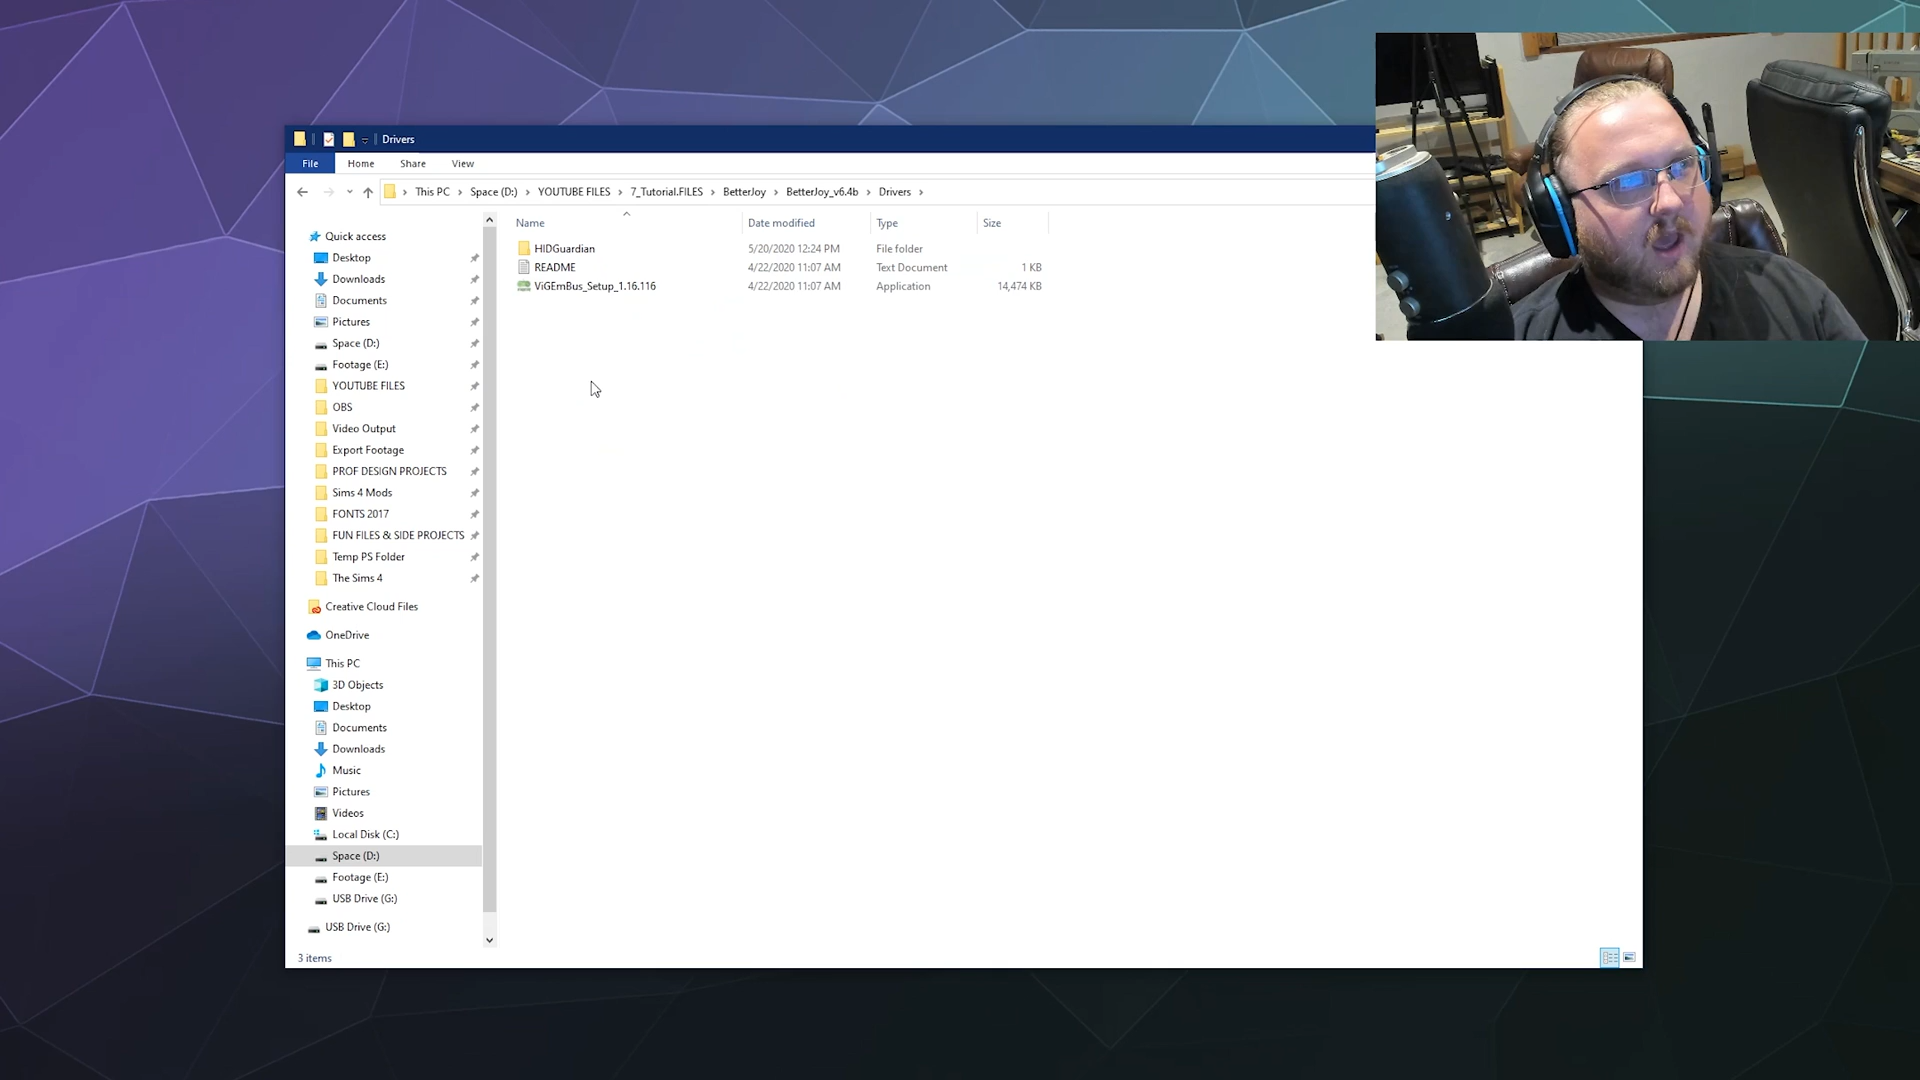 Drivers
File Home Share View
This PC > Space (D:) > YOUTUBE FILES > 7_Tutorial.FILES > BetterJoy > BetterJoy_v6.4b > Drivers >
Name Date modified Type Size
HIDGuardian 5/20/2020 12:24 PM File folder
README 4/22/2020 11:07 AM Text Document 1 KB
ViGEmBus_Setup_1.16.116 4/22/2020 11:07 AM Application 14,474 KB
Quick access
Desktop
Downloads
Documents
Pictures
Space (D:)
Footage (E:)
YOUTUBE FILES
OBS
Video Output
Export Footage
PROF DESIGN PROJECTS
Sims 4 Mods
FONTS 2017
FUN FILES & SIDE PROJECTS
Temp PS Folder
The Sims 4
Creative Cloud Files
OneDrive
This PC
3D Objects
Desktop
Documents
Downloads
Music
Pictures
Videos
Local Disk (C:)
Space (D:)
Footage (E:)
USB Drive (G:)
USB Drive (G:)
3 items